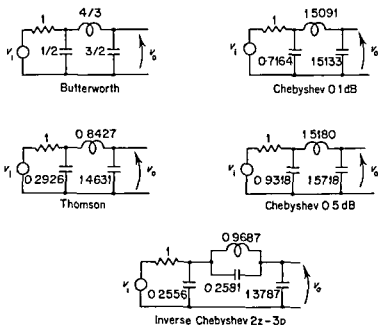 4/3
1
1/2
3/2
v_i
v_o
Butterworth
1 5091
1
0·7164
1 5133
v_i
v_o
Chebyshev 0 1 dB
0 8427
1
0 2926
1 4631
v_i
v_o
Thomson
1 5180
1
0 9318
1 5718
v_i
v_o
Chebyshev 0 5 dB
0 9687
1
0 2581
0 2556
1 3787
v_i
v_o
Inverse Chebyshev 2z-3p